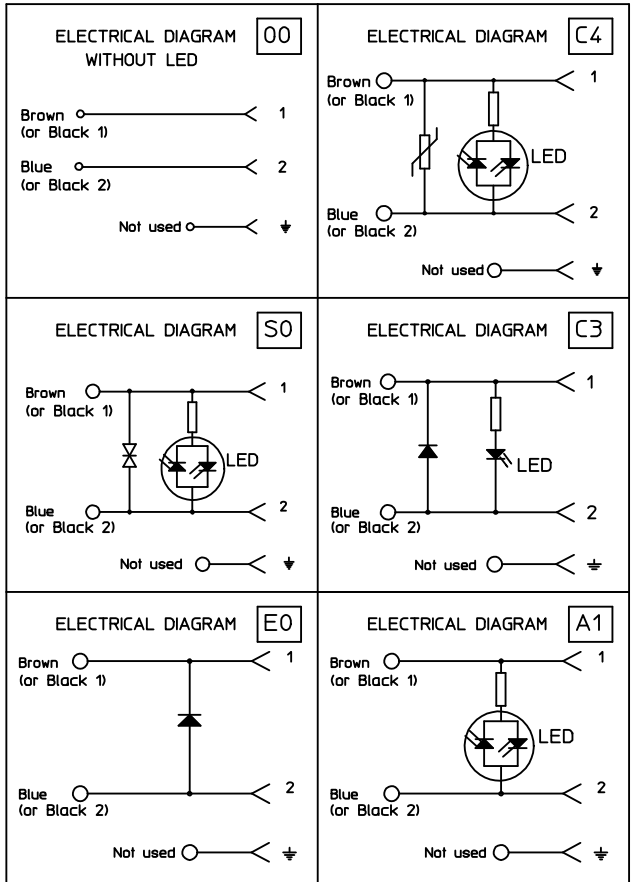 ELECTRICAL DIAGRAM 00
WITHOUT LED
Brown 1
(or Black 1)
Blue 2
(or Black 2)
Not used
ELECTRICAL DIAGRAM C4
Brown 1
(or Black 1)
LED
Blue 2
(or Black 2)
Not used
ELECTRICAL DIAGRAM S0
Brown 1
(or Black 1)
LED
Blue 2
(or Black 2)
Not used
ELECTRICAL DIAGRAM C3
Brown 1
(or Black 1)
LED
Blue 2
(or Black 2)
Not used
ELECTRICAL DIAGRAM E0
Brown 1
(or Black 1)
Blue 2
(or Black 2)
Not used
ELECTRICAL DIAGRAM A1
Brown 1
(or Black 1)
LED
Blue 2
(or Black 2)
Not used